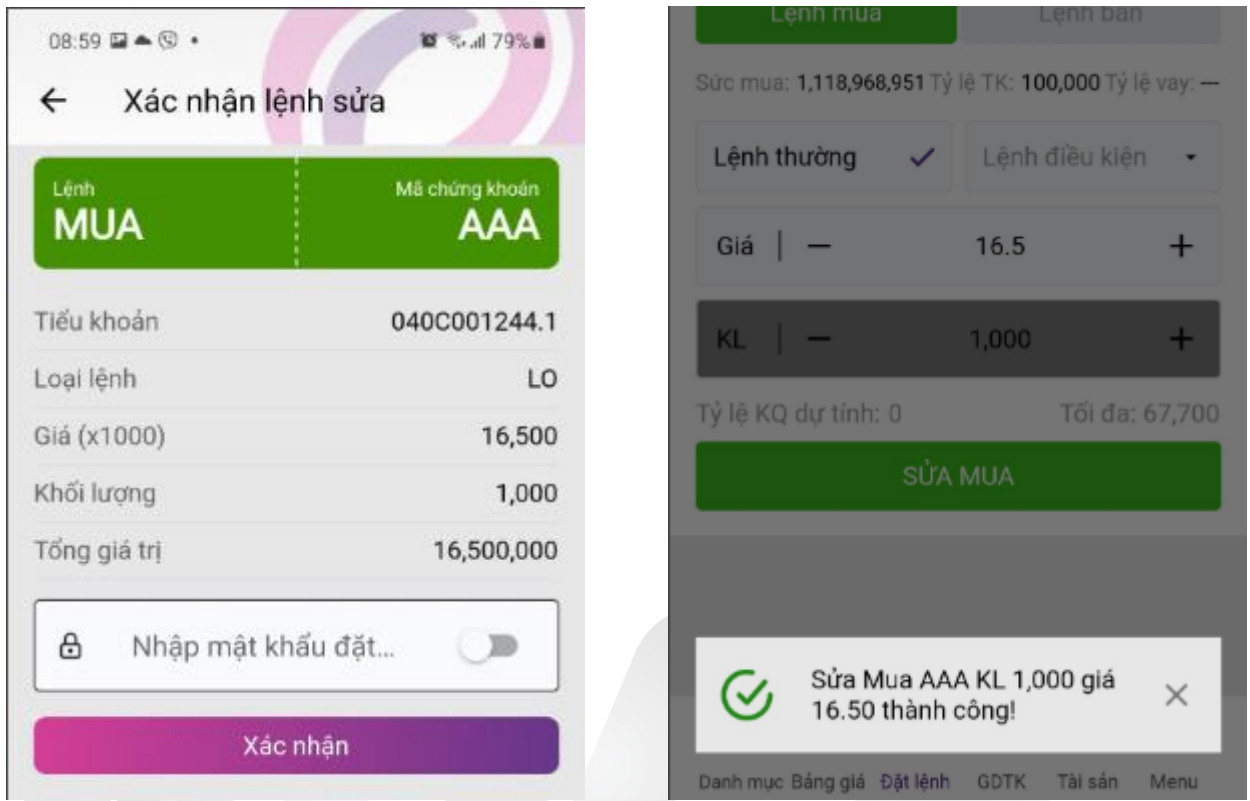 08:59
79%
Xác nhận lệnh sửa
Lệnh
Mã chứng khoán
MUA
AAA
Tiểu khoản 040C001244.1
Loại lệnh LO
Giá (x1000) 16,500
Khối lượng 1,000
Tổng giá trị 16,500,000
Nhập mật khẩu đặt...
Xác nhận
Lệnh mua Lệnh bán
Sức mua: 1,118,968,951 Tỷ lệ TK: 100,000 Tỷ lệ vay: ---
Lệnh thường Lệnh điều kiện
Giá 16.5
KL 1,000
Tỷ lệ KQ dự tính: 0 Tối đa: 67,700
SỬA MUA
Sửa Mua AAA KL 1,000 giá
16.50 thành công!
Danh mục Bảng giá Đặt lệnh GDTK Tài sản Menu